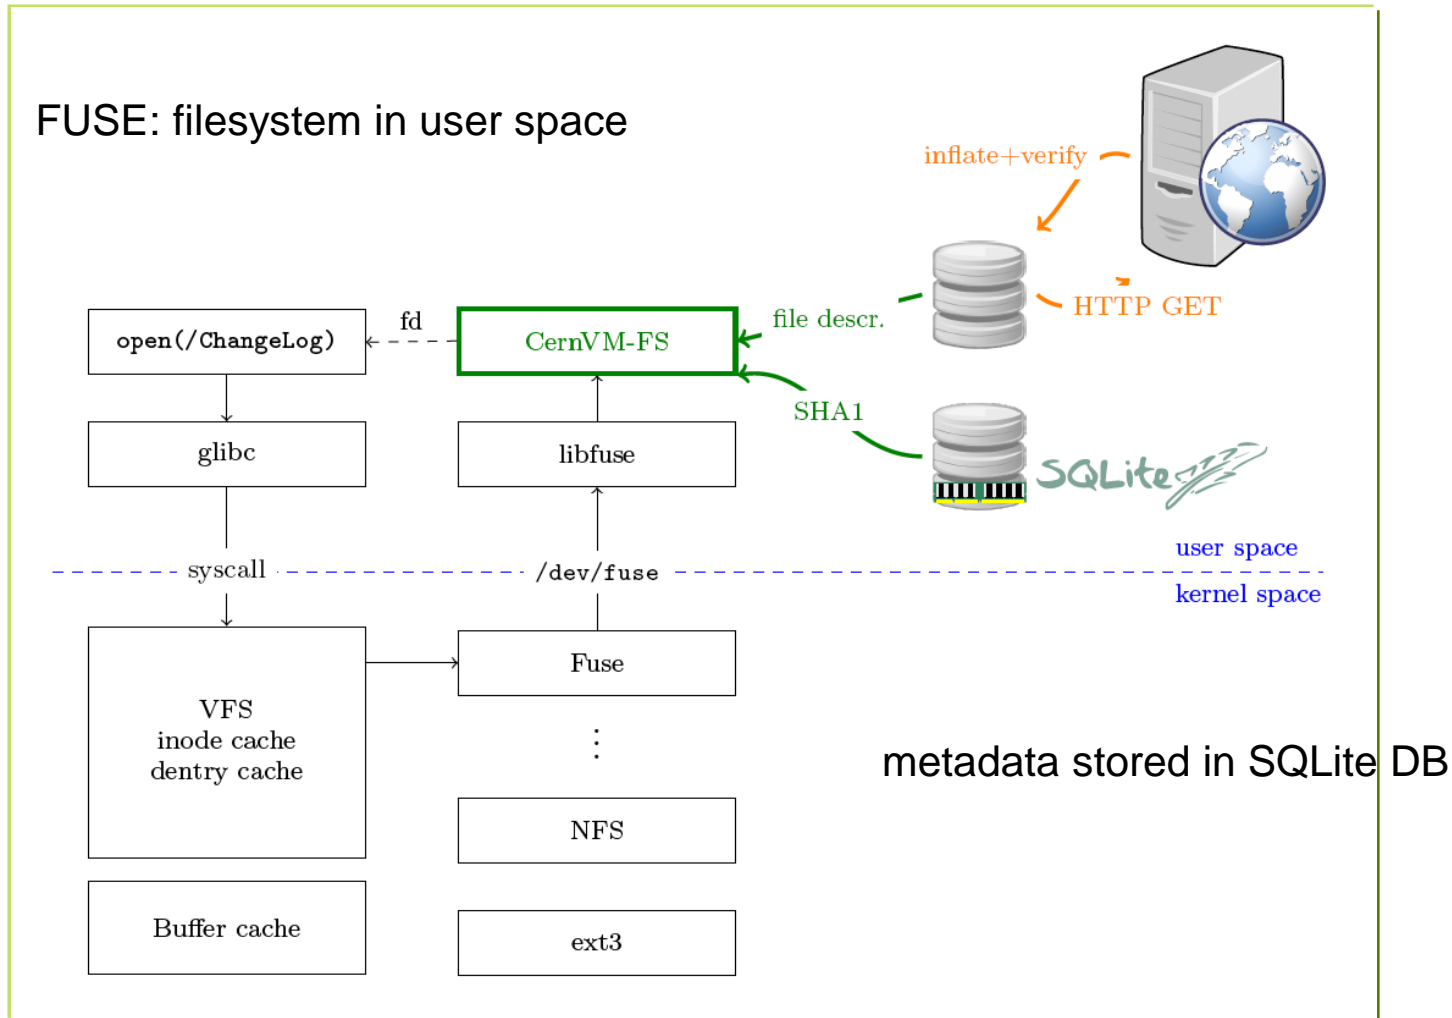 FUSE: filesystem in user space
inflate+verify
HTTP GET
file descr.
open(/ChangeLog)
fd
CernVM-FS
SHA1
glibc
libfuse
SQLite
user space
syscall
/dev/fuse
kernel space
Fuse
VFS
inode cache
dentry cache
metadata stored in SQLite DB
NFS
Buffer cache
ext3